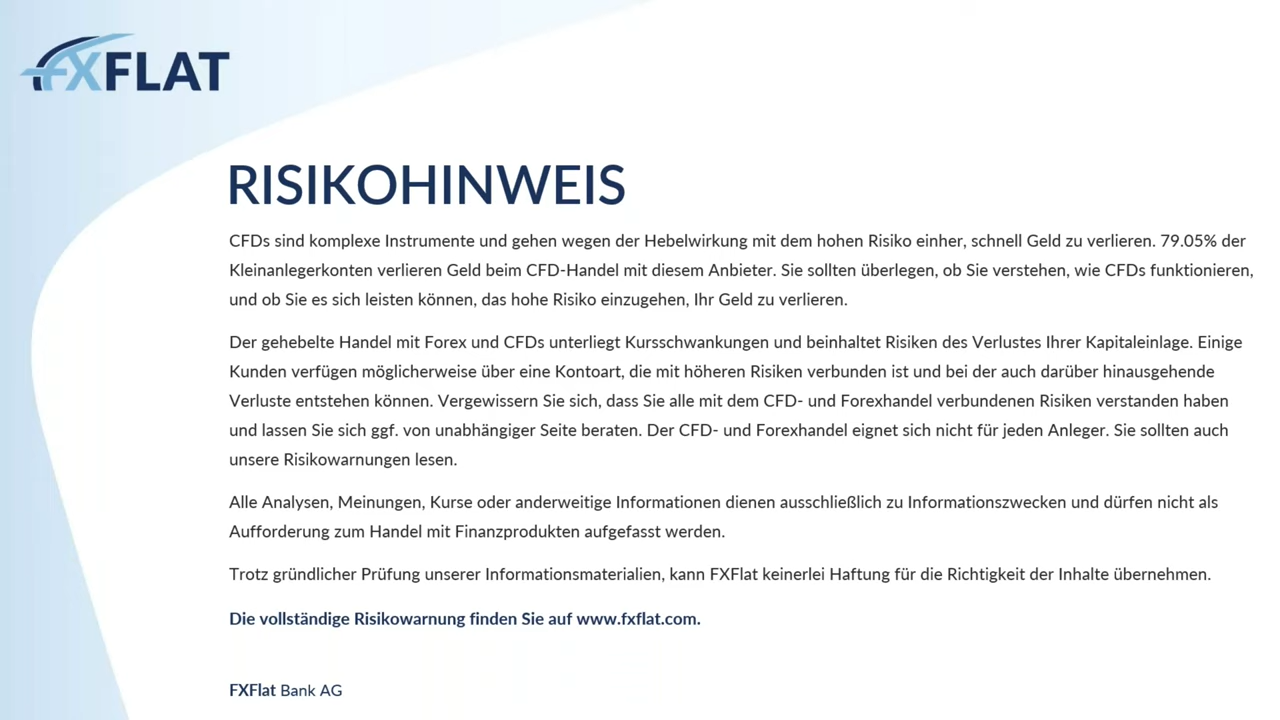 FXFLAT
RISIKOHINWEIS
CFDs sind komplexe Instrumente und gehen wegen der Hebelwirkung mit dem hohen Risiko einher, schnell Geld zu verlieren. 79.05% der
Kleinanlegerkonten verlieren Geld beim CFD-Handel mit diesem Anbieter. Sie sollten überlegen, ob Sie verstehen, wie CFDs funktionieren,
und ob Sie es sich leisten können, das hohe Risiko einzugehen, Ihr Geld zu verlieren.
Der gehebelte Handel mit Forex und CFDs unterliegt Kursschwankungen und beinhaltet Risiken des Verlustes Ihrer Kapitaleinlage. Einige
Kunden verfügen möglicherweise über eine Kontoart, die mit höheren Risiken verbunden ist und bei der auch darüber hinausgehende
Verluste entstehen können. Vergewissern Sie sich, dass Sie alle mit dem CFD- und Forexhandel verbundenen Risiken verstanden haben
und lassen Sie sich ggf. von unabhängiger Seite beraten. Der CFD- und Forexhandel eignet sich nicht für jeden Anleger. Sie sollten auch
unsere Risikowarnungen lesen.
Alle Analysen, Meinungen, Kurse oder anderweitige Informationen dienen ausschließlich zu Informationszwecken und dürfen nicht als
Aufforderung zum Handel mit Finanzprodukten aufgefasst werden.
Trotz gründlicher Prüfung unserer Informationsmaterialien, kann FXFlat keinerlei Haftung für die Richtigkeit der Inhalte übernehmen.
Die vollständige Risikowarnung finden Sie auf www.fxflat.com.
FXFlat Bank AG